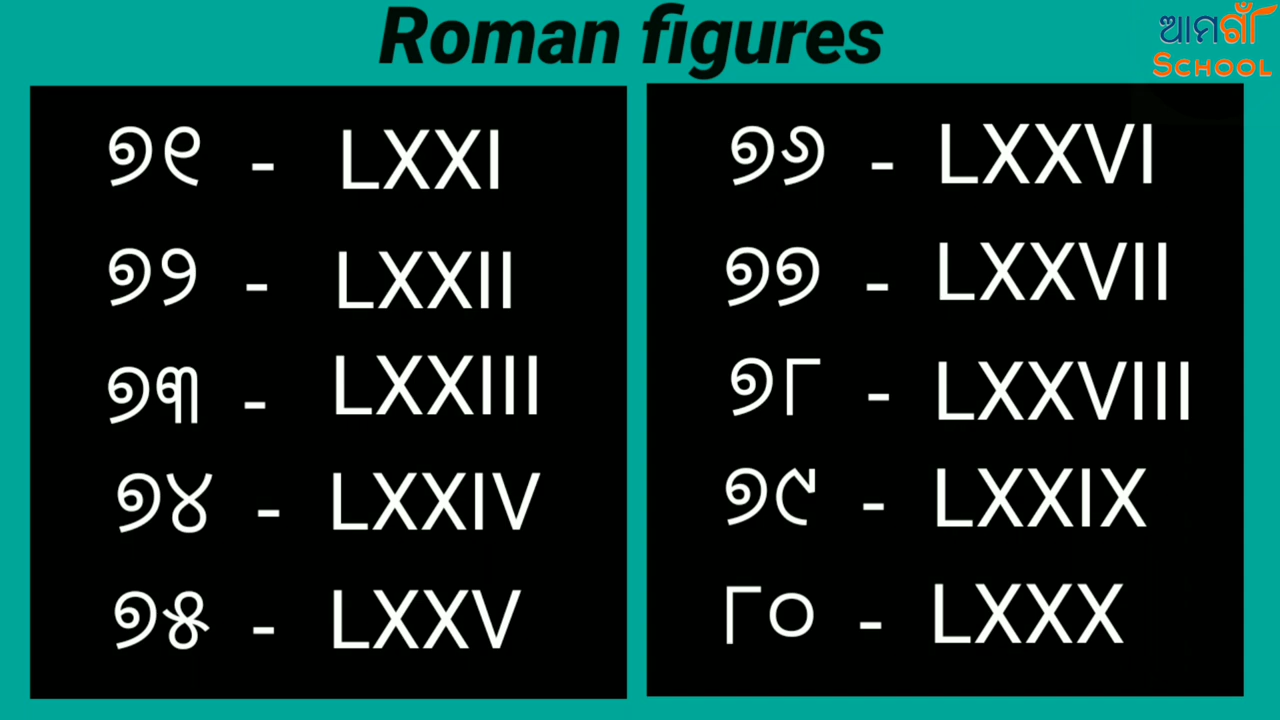 Roman figures
ଆମରି
SCHOOL
୭୧ - LXXI
୭୨ - LXXII
୭୩ - LXXIII
୭୪ - LXXIV
୭୫ - LXXV
୭୬ - LXXVI
୭୭ - LXXVII
୭୮ - LXXVIII
୭୯ - LXXIX
୮୦ - LXXX